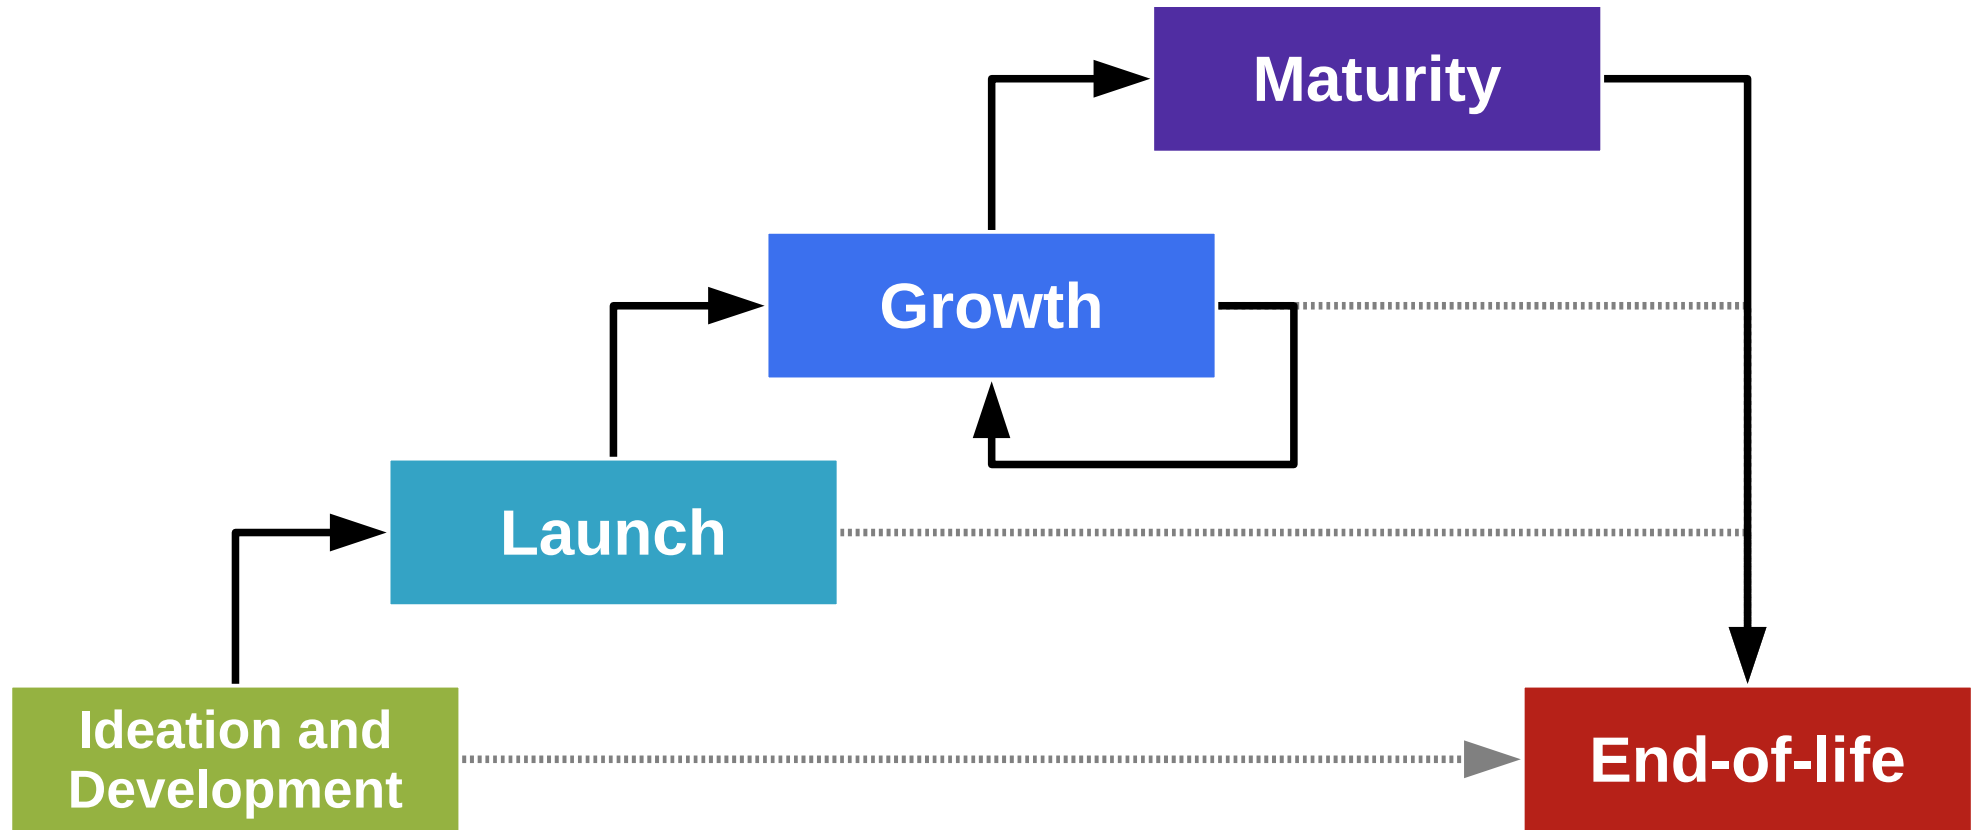 Maturity
Growth
Launch
Ideation and
Development
End-of-life